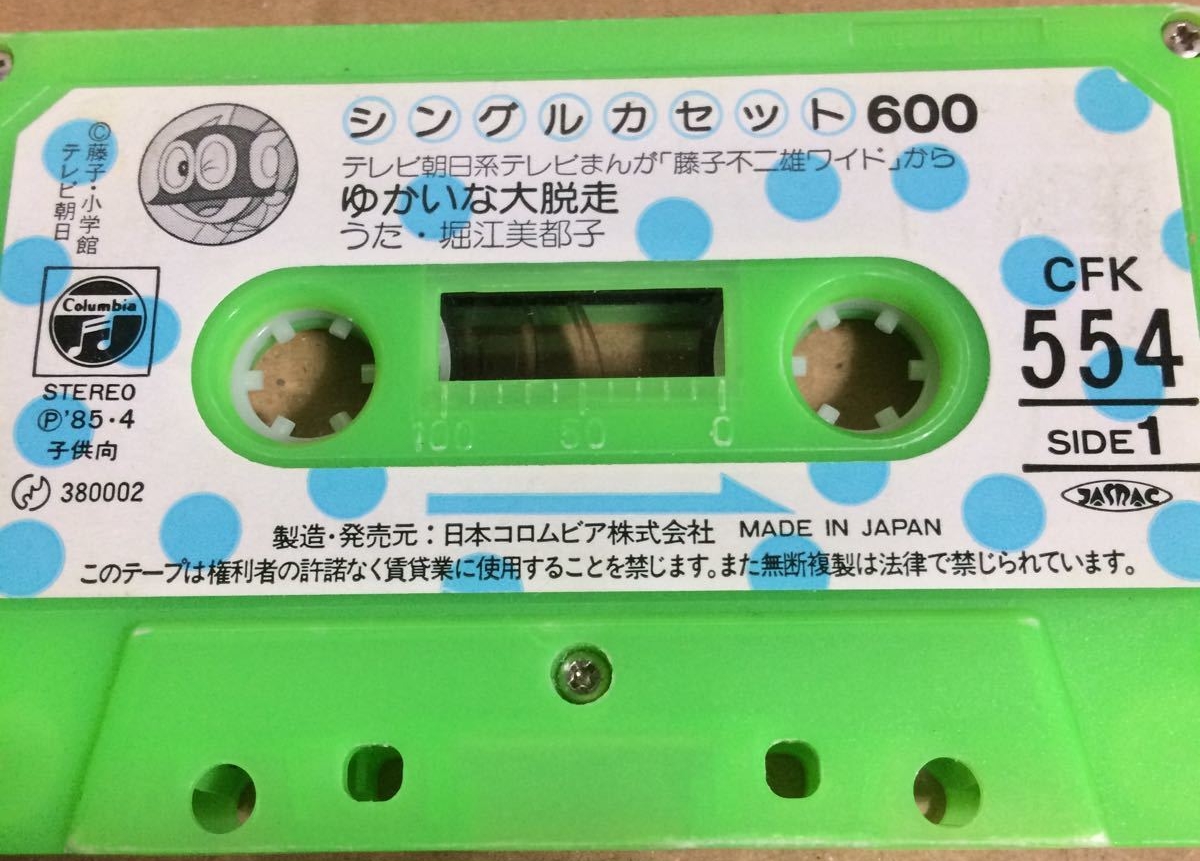 シングルカセット600
テレビ朝日系テレビまんが「藤子不二雄ワイド」から
ゆかいな大脱走
うた・堀江美都子
©藤子・小学館
テレビ朝日
Columbia
STEREO
Ⓟ'85・4
子供向
380002
CFK
554
SIDE1
JASRAC
100 50 0
製造・発売元:日本コロムビア株式会社 MADE IN JAPAN
このテープは権利者の許諾なく賃貸業に使用することを禁じます。また無断複製は法律で禁じられています。